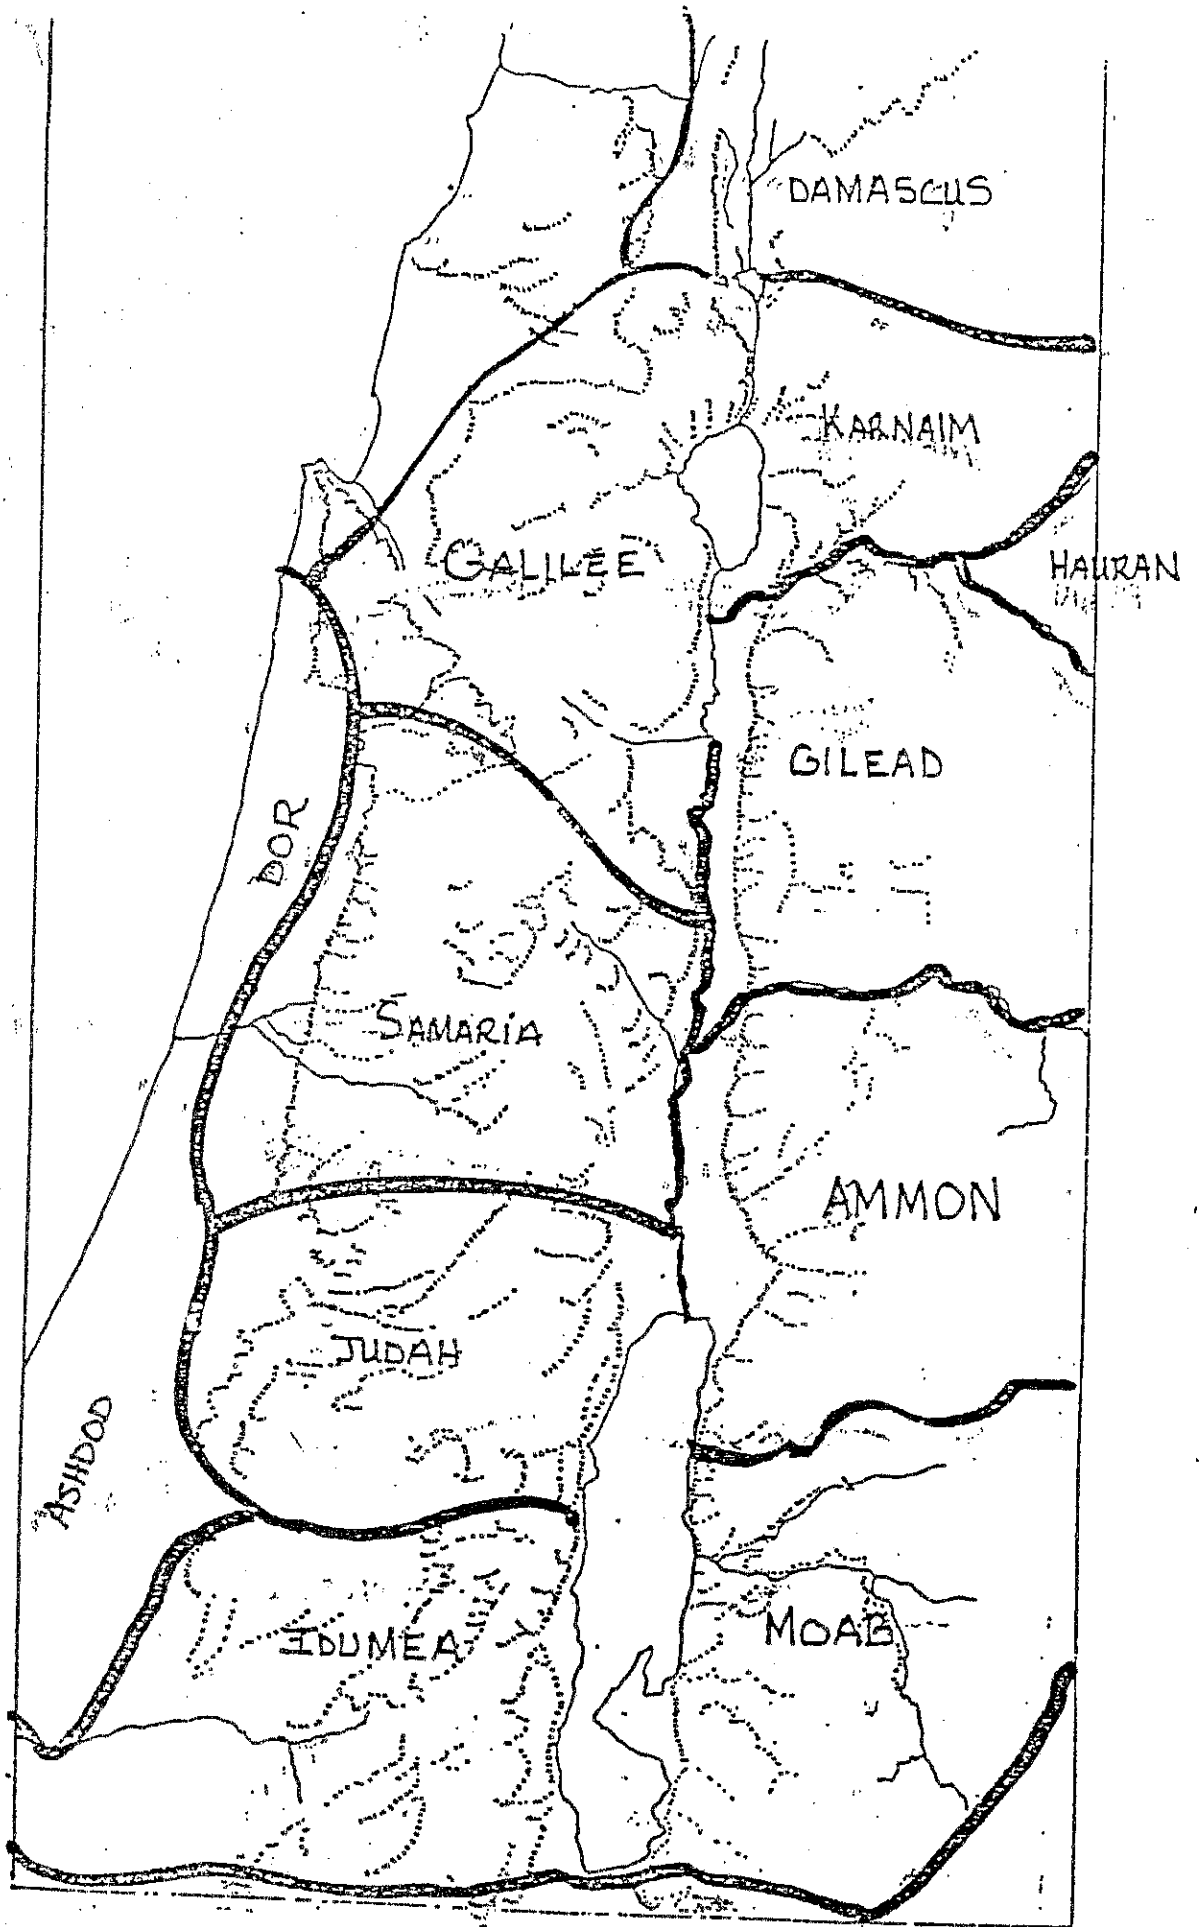 DAMASCUS
KARNAIM
HAURAN
GALILEE
GILEAD
DOR
SAMARIA
AMMON
JUDAH
ASHDOD
IDUMEA
MOAB